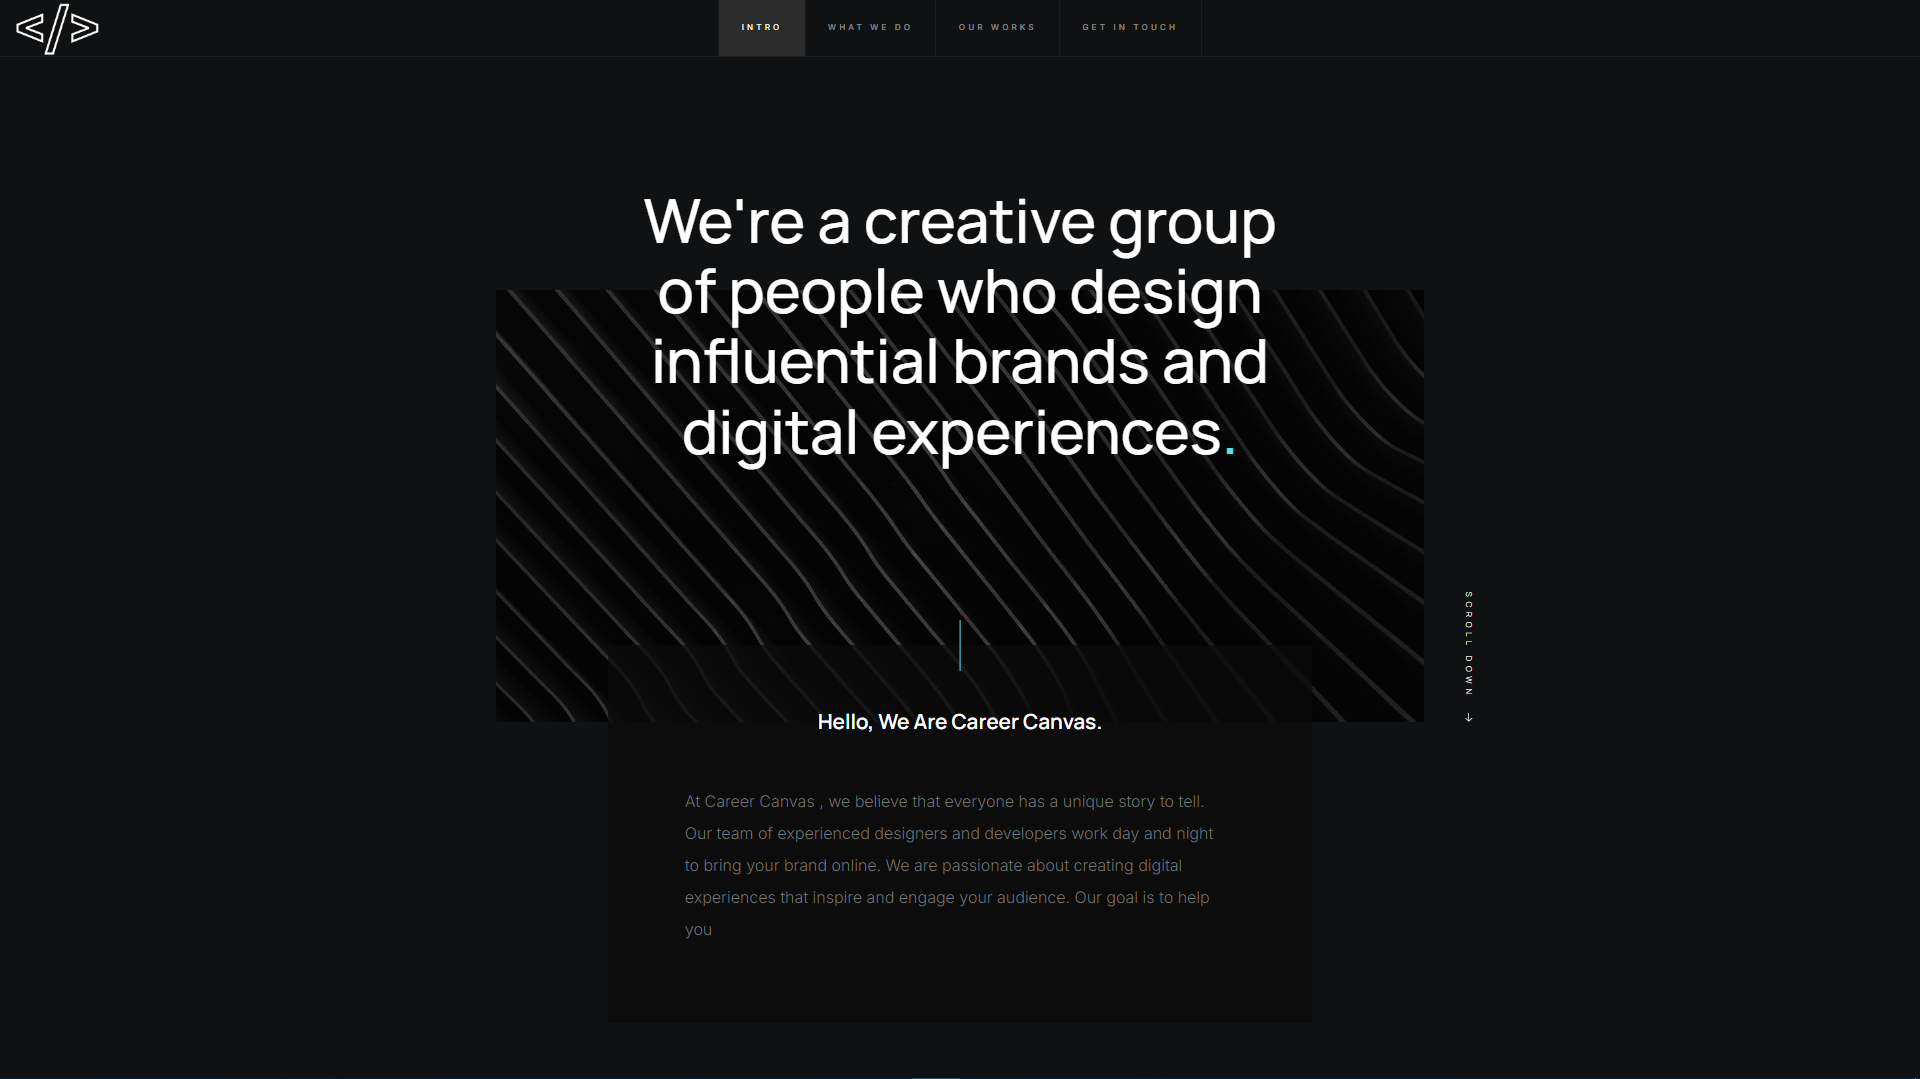 </>
INTRO
WHAT WE DO
OUR WORKS
GET IN TOUCH
We're a creative group
of people who design
influential brands and
digital experiences.
SCROLL DOWN
Hello, We Are Career Canvas.
At Career Canvas , we believe that everyone has a unique story to tell.
Our team of experienced designers and developers work day and night
to bring your brand online. We are passionate about creating digital
experiences that inspire and engage your audience. Our goal is to help
you